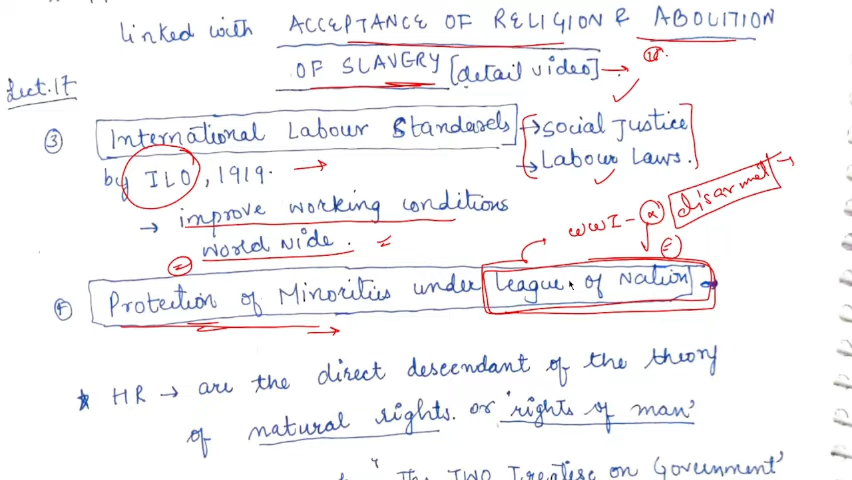 linked with ACCEPTANCE OF RELIGION & ABOLITION
OF SLAVERY [detail video] →
Lect.17
③ International Labour Standards → Social Justice
by ILO, 1919. → → Labour Laws.
→ improve working conditions
world wide.
WWI -
④ Protection of Minorities under League of Nation
* HR → are the direct descendant of the theory
of natural rights. or 'rights of man'
"The TWO Treatise on Government"